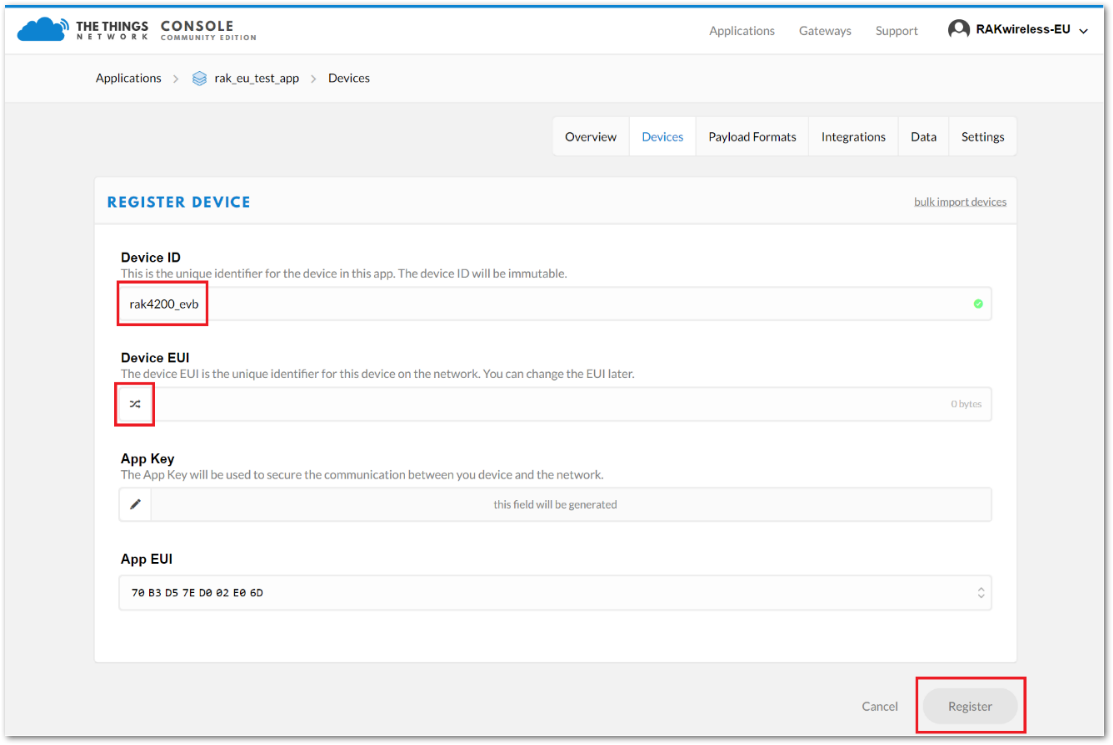 THE THINGS NETWORK CONSOLE COMMUNITY EDITION
Applications Gateways Support RAKwireless-EU
Applications > rak_eu_test_app > Devices
Overview Devices Payload Formats Integrations Data Settings
REGISTER DEVICE bulk import devices
Device ID
This is the unique identifier for the device in this app. The device ID will be immutable.
rak4200_evb
Device EUI
The device EUI is the unique identifier for this device on the network. You can change the EUI later.
0 bytes
App Key
The App Key will be used to secure the communication between you device and the network.
this field will be generated
App EUI
70 B3 D5 7E D0 02 E0 6D
Cancel Register